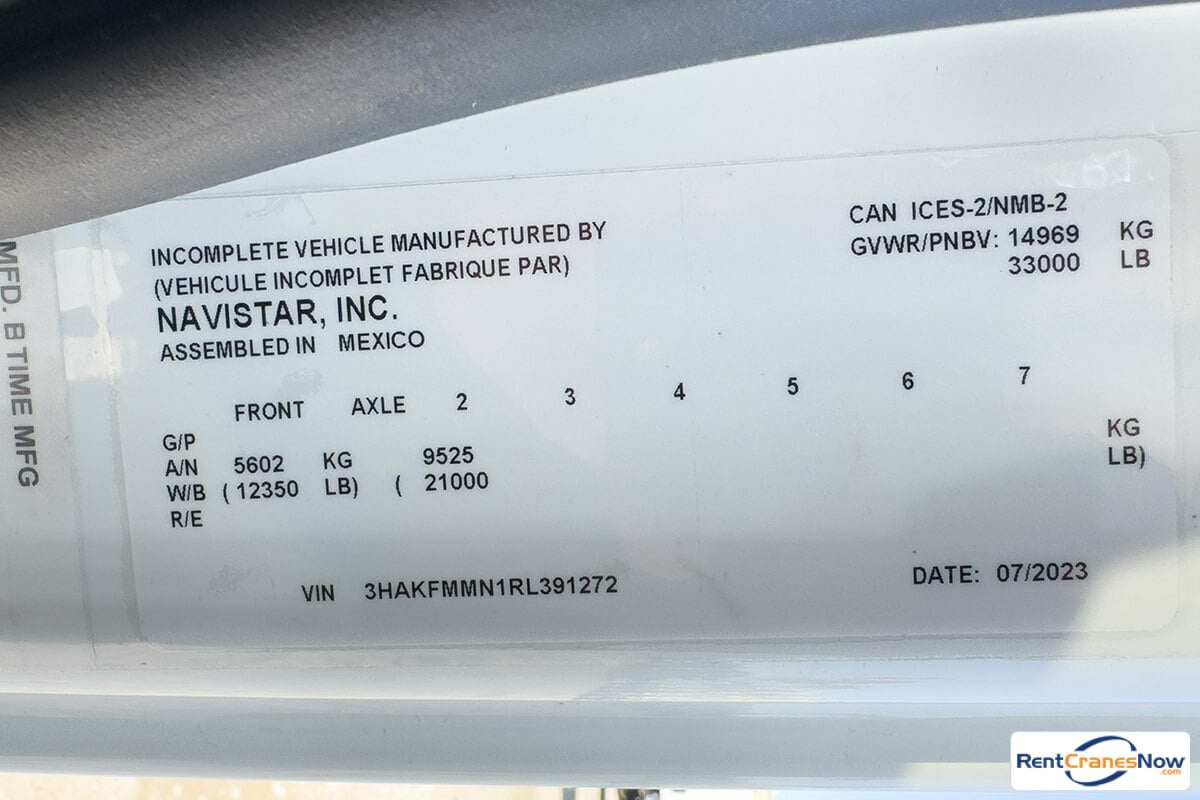 INCOMPLETE VEHICLE MANUFACTURED BY
(VEHICULE INCOMPLET FABRIQUE PAR)
NAVISTAR, INC.
ASSEMBLED IN MEXICO
CAN ICES-2/NMB-2
GVWR/PNBV: 14969 KG
33000 LB
FRONT AXLE 2 3 4 5 6 7
G/P
A/N 5602 KG 9525 KG
W/B ( 12350 LB) ( 21000 LB)
R/E
VIN 3HAKFMMN1RL391272
DATE: 07/2023
MFD. B
TIME MFG
RentCranesNow
.com